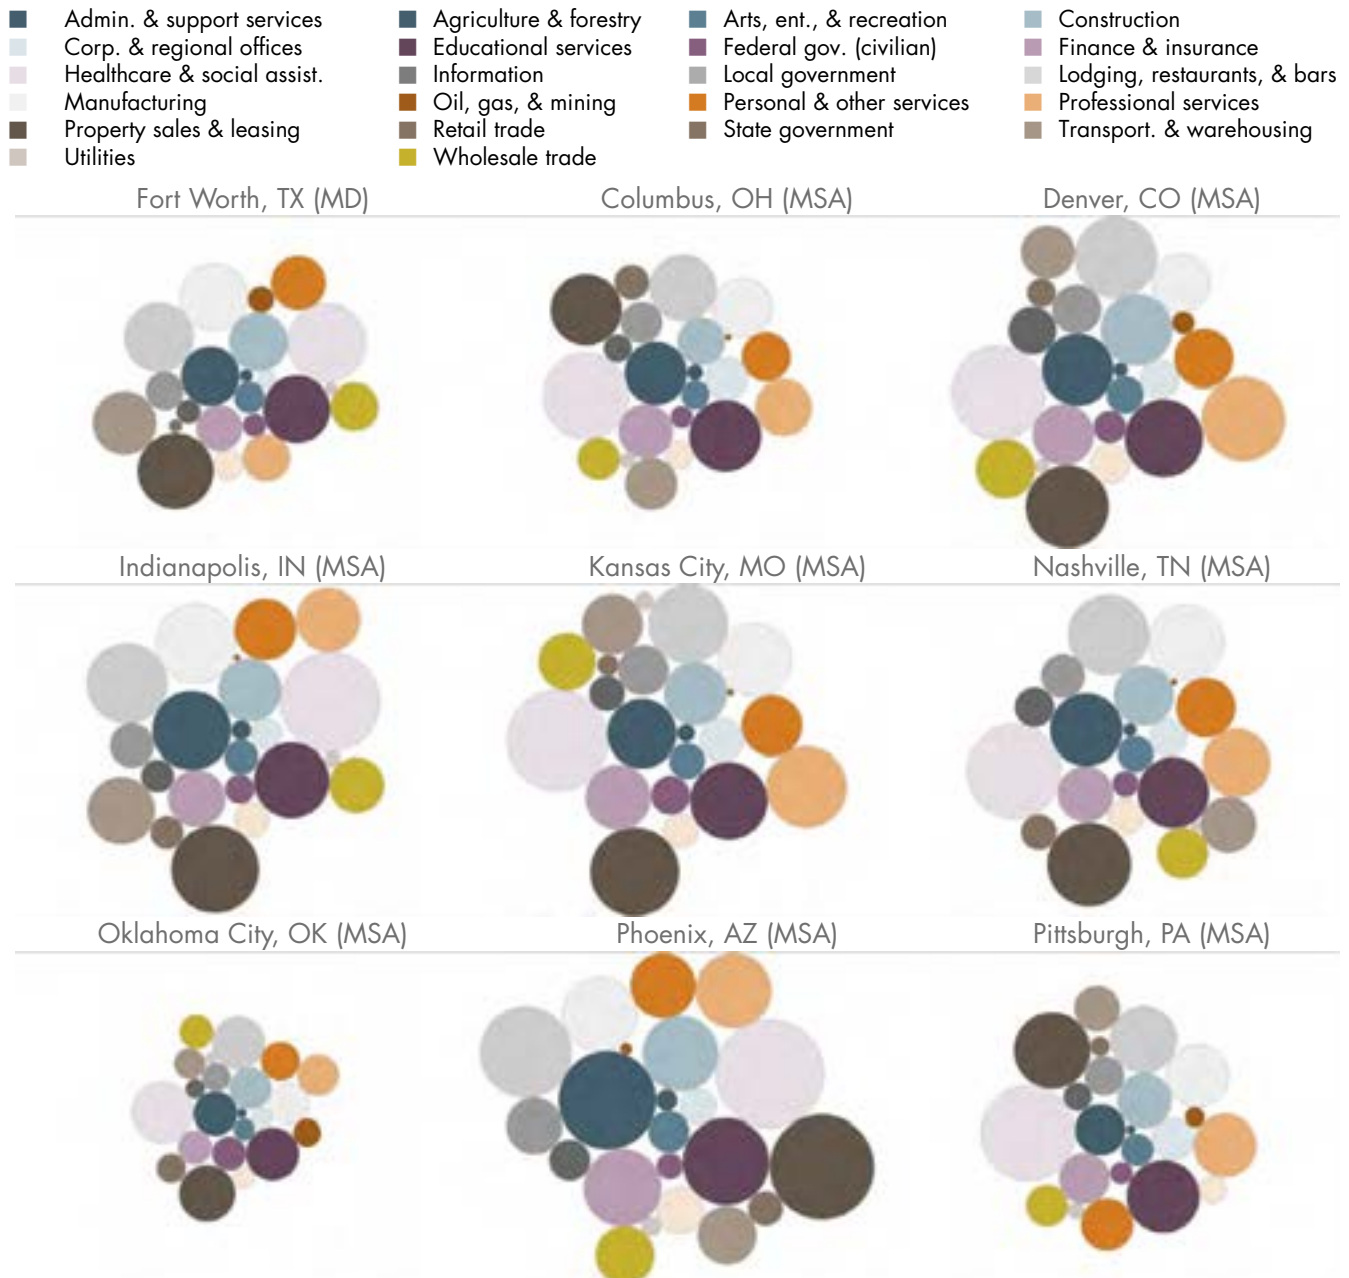 Admin. & support services Agriculture & forestry Arts, ent., & recreation Construction
Corp. & regional offices Educational services Federal gov. (civilian) Finance & insurance
Healthcare & social assist. Information Local government Lodging, restaurants, & bars
Manufacturing Oil, gas, & mining Personal & other services Professional services
Property sales & leasing Retail trade State government Transport. & warehousing
Utilities Wholesale trade
Fort Worth, TX (MD) Columbus, OH (MSA) Denver, CO (MSA)
Indianapolis, IN (MSA) Kansas City, MO (MSA) Nashville, TN (MSA)
Oklahoma City, OK (MSA) Phoenix, AZ (MSA) Pittsburgh, PA (MSA)